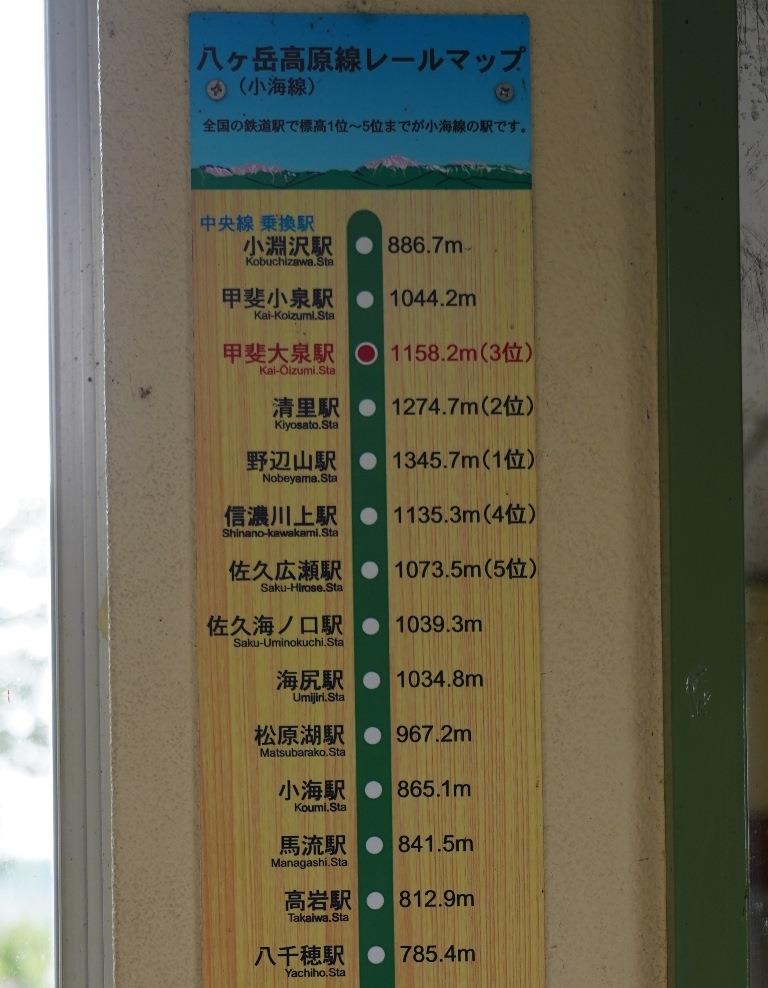 八ヶ岳高原線レールマップ
（小海線）
全国の鉄道駅で標高1位～5位までが小海線の駅です。
中央線 乗換駅
小淵沢駅 886.7m
Kobuchizawa.Sta
甲斐小泉駅 1044.2m
Kai-Koizumi.Sta
甲斐大泉駅 1158.2m(3位)
Kai-Ōizumi.Sta
清里駅 1274.7m(2位)
Kiyosato.Sta
野辺山駅 1345.7m(1位)
Nobeyama.Sta
信濃川上駅 1135.3m(4位)
Shinano-kawakami.Sta
佐久広瀬駅 1073.5m(5位)
Saku-Hirose.Sta
佐久海ノ口駅 1039.3m
Saku-Uminokuchi.Sta
海尻駅 1034.8m
Umijiri.Sta
松原湖駅 967.2m
Matsubarako.Sta
小海駅 865.1m
Koumi.Sta
馬流駅 841.5m
Managashi.Sta
高岩駅 812.9m
Takaiwa.Sta
八千穂駅 785.4m
Yachiho.Sta